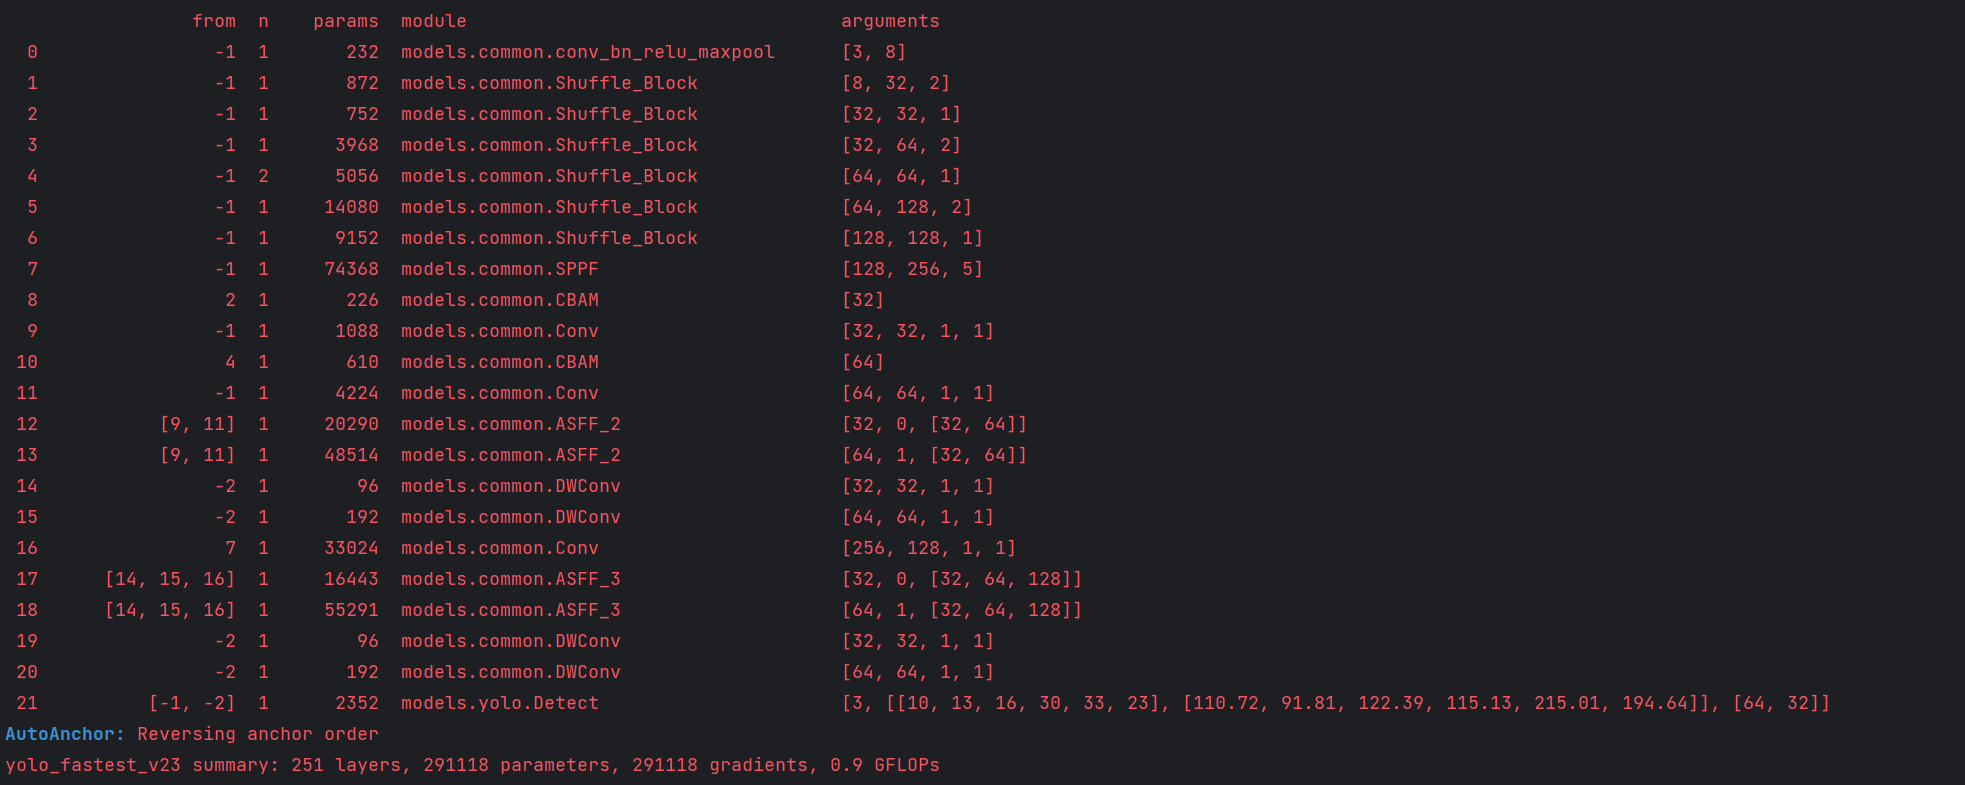 from n params module arguments
0 -1 1 232 models.common.conv_bn_relu_maxpool [3, 8]
1 -1 1 872 models.common.Shuffle_Block [8, 32, 2]
2 -1 1 752 models.common.Shuffle_Block [32, 32, 1]
3 -1 1 3968 models.common.Shuffle_Block [32, 64, 2]
4 -1 2 5056 models.common.Shuffle_Block [64, 64, 1]
5 -1 1 14080 models.common.Shuffle_Block [64, 128, 2]
6 -1 1 9152 models.common.Shuffle_Block [128, 128, 1]
7 -1 1 74368 models.common.SPPF [128, 256, 5]
8 2 1 226 models.common.CBAM [32]
9 -1 1 1088 models.common.Conv [32, 32, 1, 1]
10 4 1 610 models.common.CBAM [64]
11 -1 1 4224 models.common.Conv [64, 64, 1, 1]
12 [9, 11] 1 20290 models.common.ASFF_2 [32, 0, [32, 64]]
13 [9, 11] 1 48514 models.common.ASFF_2 [64, 1, [32, 64]]
14 -2 1 96 models.common.DWConv [32, 32, 1, 1]
15 -2 1 192 models.common.DWConv [64, 64, 1, 1]
16 7 1 33024 models.common.Conv [256, 128, 1, 1]
17 [14, 15, 16] 1 16443 models.common.ASFF_3 [32, 0, [32, 64, 128]]
18 [14, 15, 16] 1 55291 models.common.ASFF_3 [64, 1, [32, 64, 128]]
19 -2 1 96 models.common.DWConv [32, 32, 1, 1]
20 -2 1 192 models.common.DWConv [64, 64, 1, 1]
21 [-1, -2] 1 2352 models.yolo.Detect [3, [[10, 13, 16, 30, 33, 23], [110.72, 91.81, 122.39, 115.13, 215.01, 194.64]], [64, 32]]
AutoAnchor: Reversing anchor order
yolo_fastest_v23 summary: 251 layers, 291118 parameters, 291118 gradients, 0.9 GFLOPs